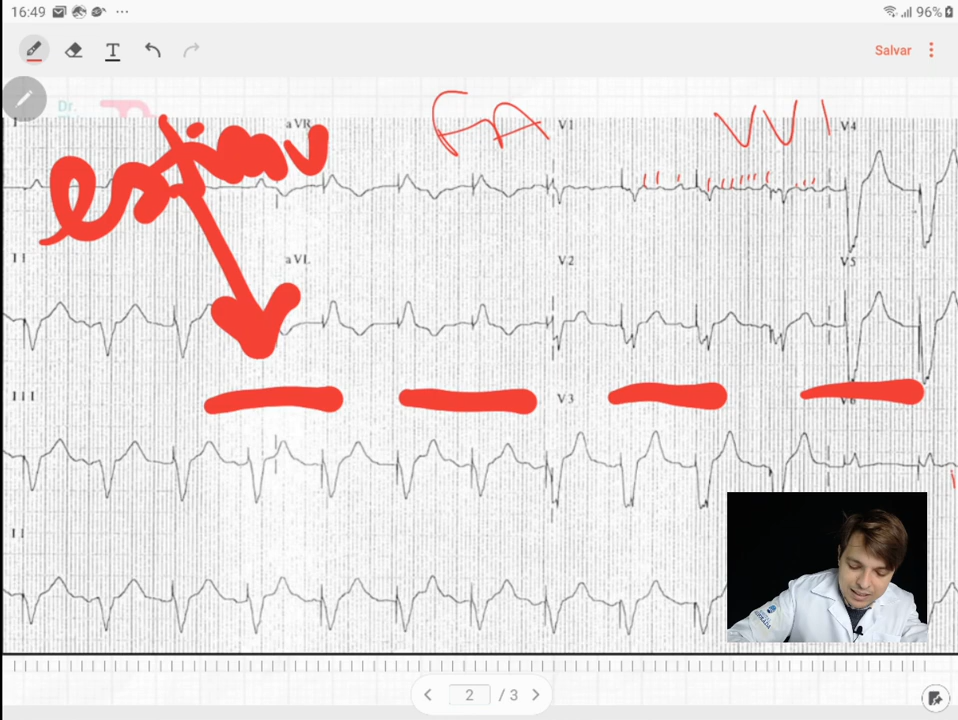 16:49 ... 96%
T Salvar
Dr.
I aVR FA V1 VVI V4
estimu
II aVL V2 V5
III V3 V6
II
2 / 3